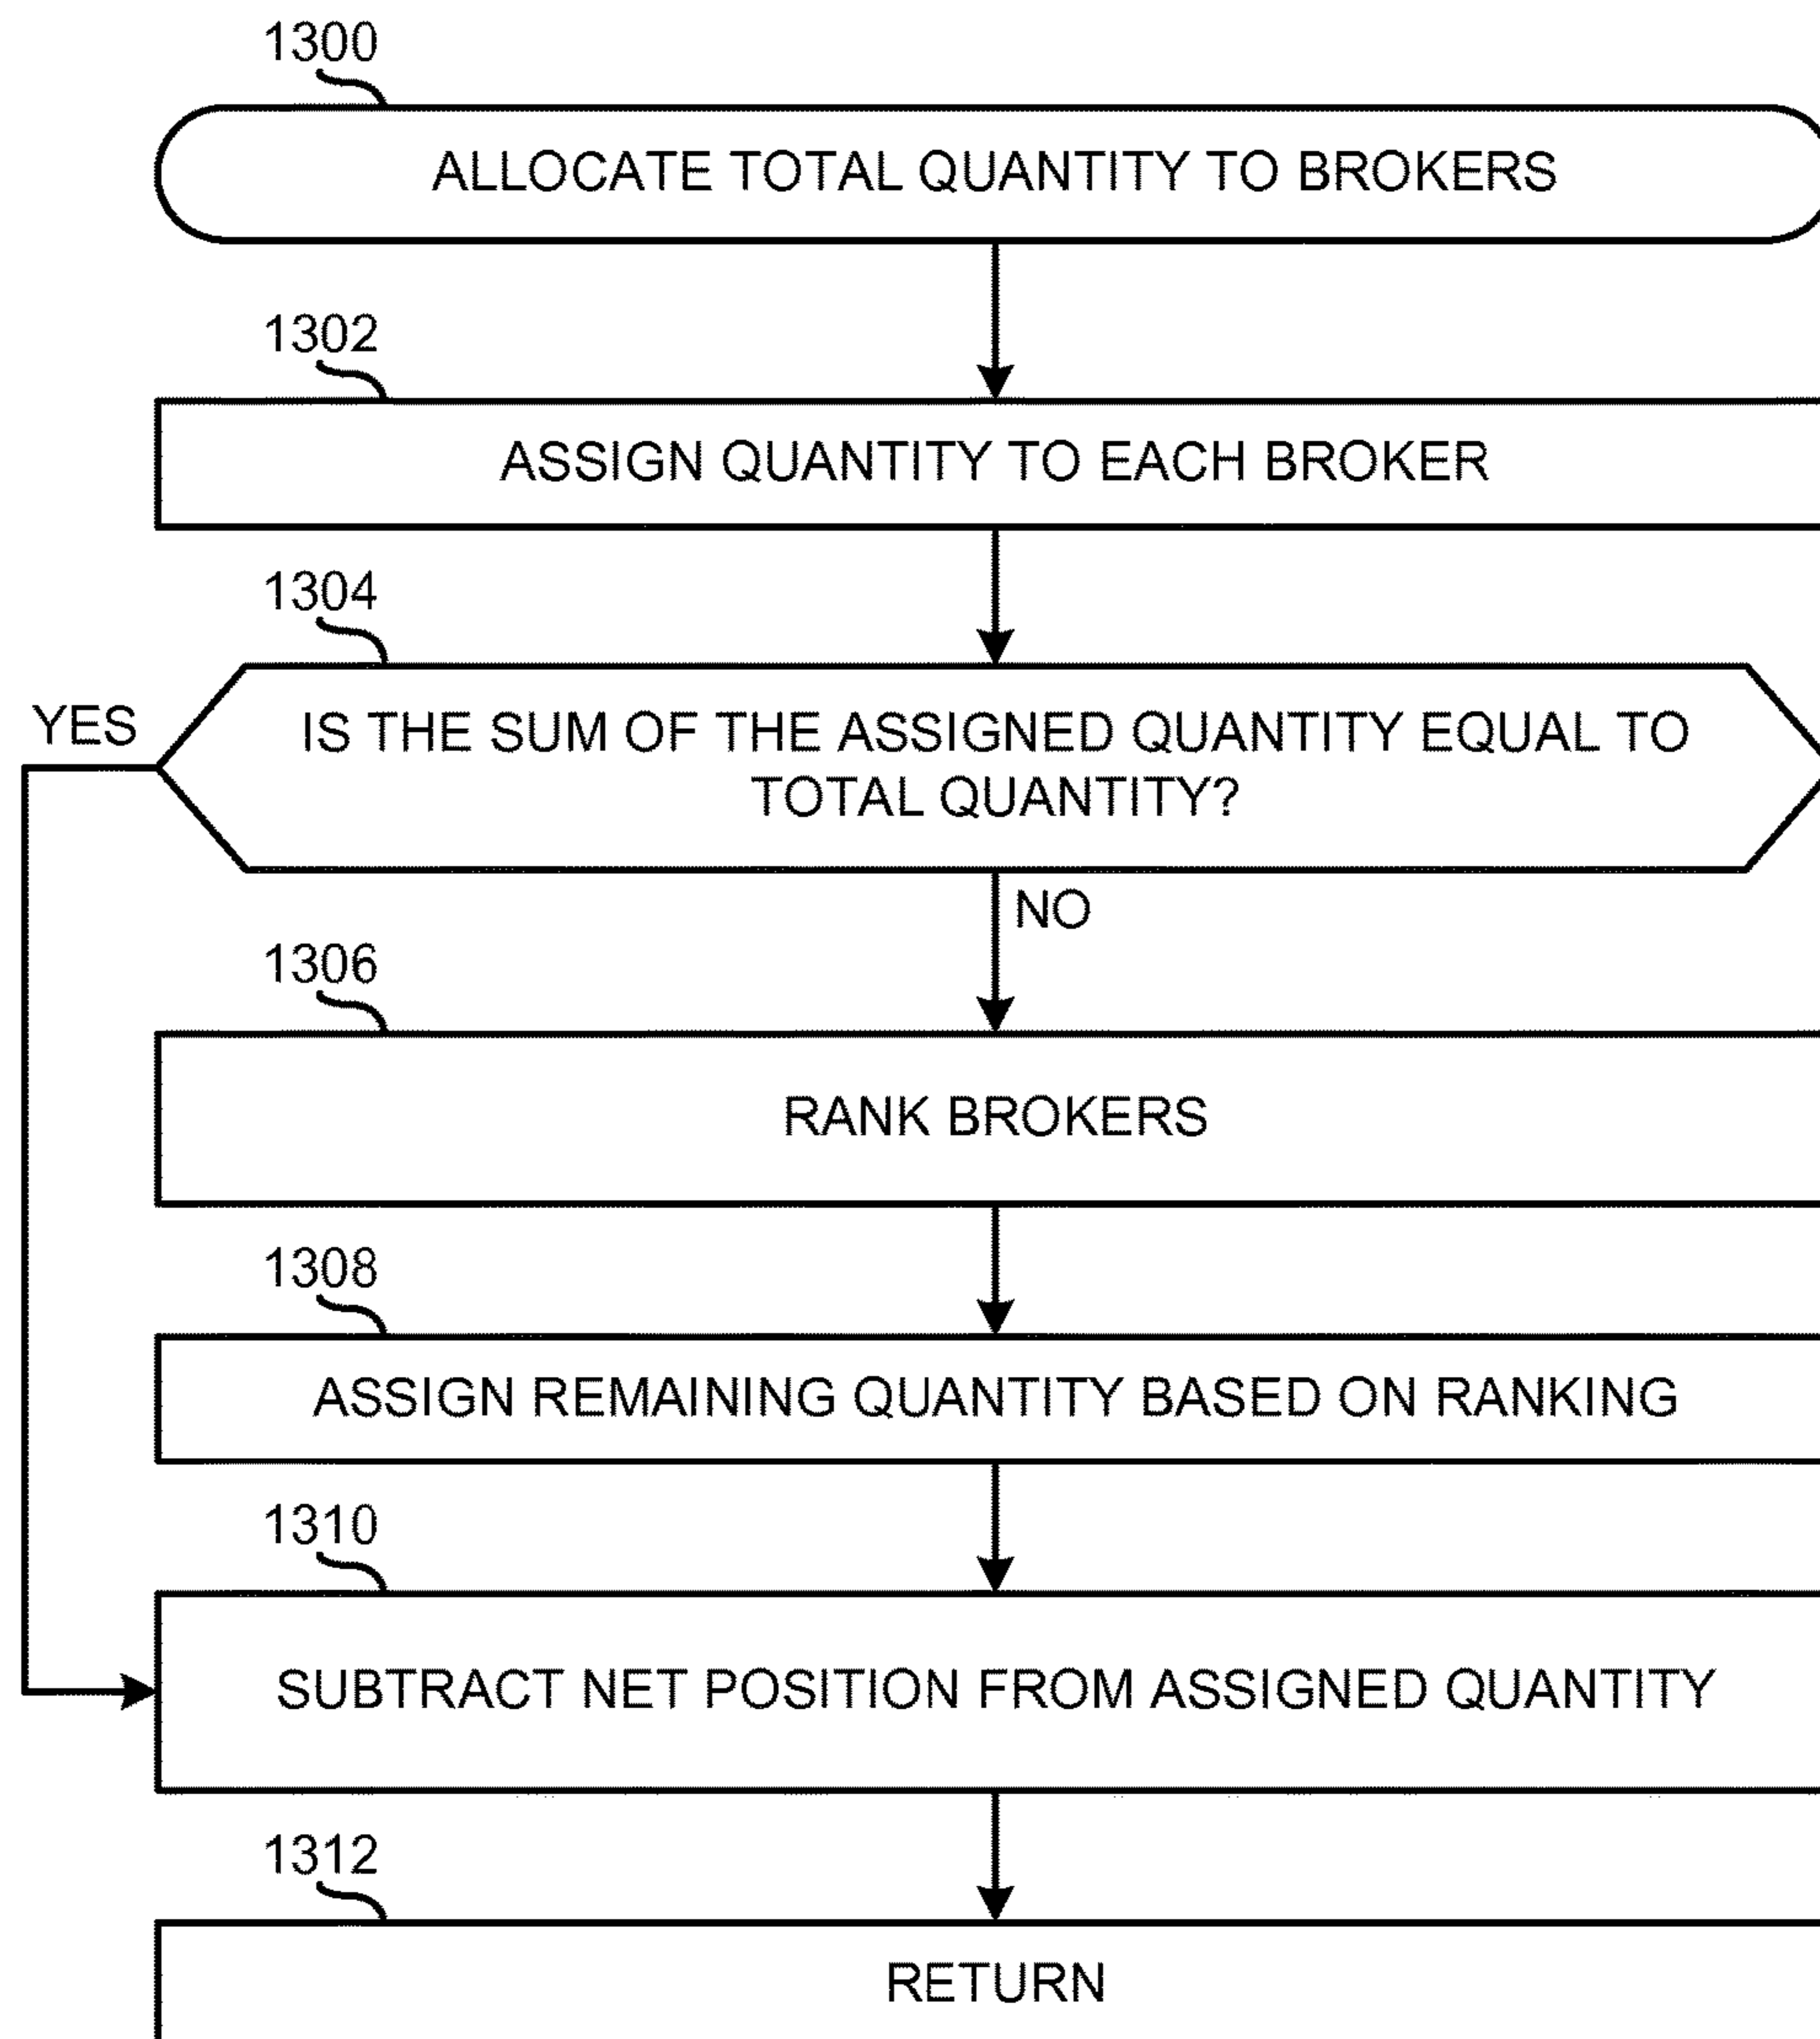 1300
ALLOCATE TOTAL QUANTITY TO BROKERS
1302
ASSIGN QUANTITY TO EACH BROKER
1304
YES
IS THE SUM OF THE ASSIGNED QUANTITY EQUAL TO
TOTAL QUANTITY?
NO
1306
RANK BROKERS
1308
ASSIGN REMAINING QUANTITY BASED ON RANKING
1310
SUBTRACT NET POSITION FROM ASSIGNED QUANTITY
1312
RETURN